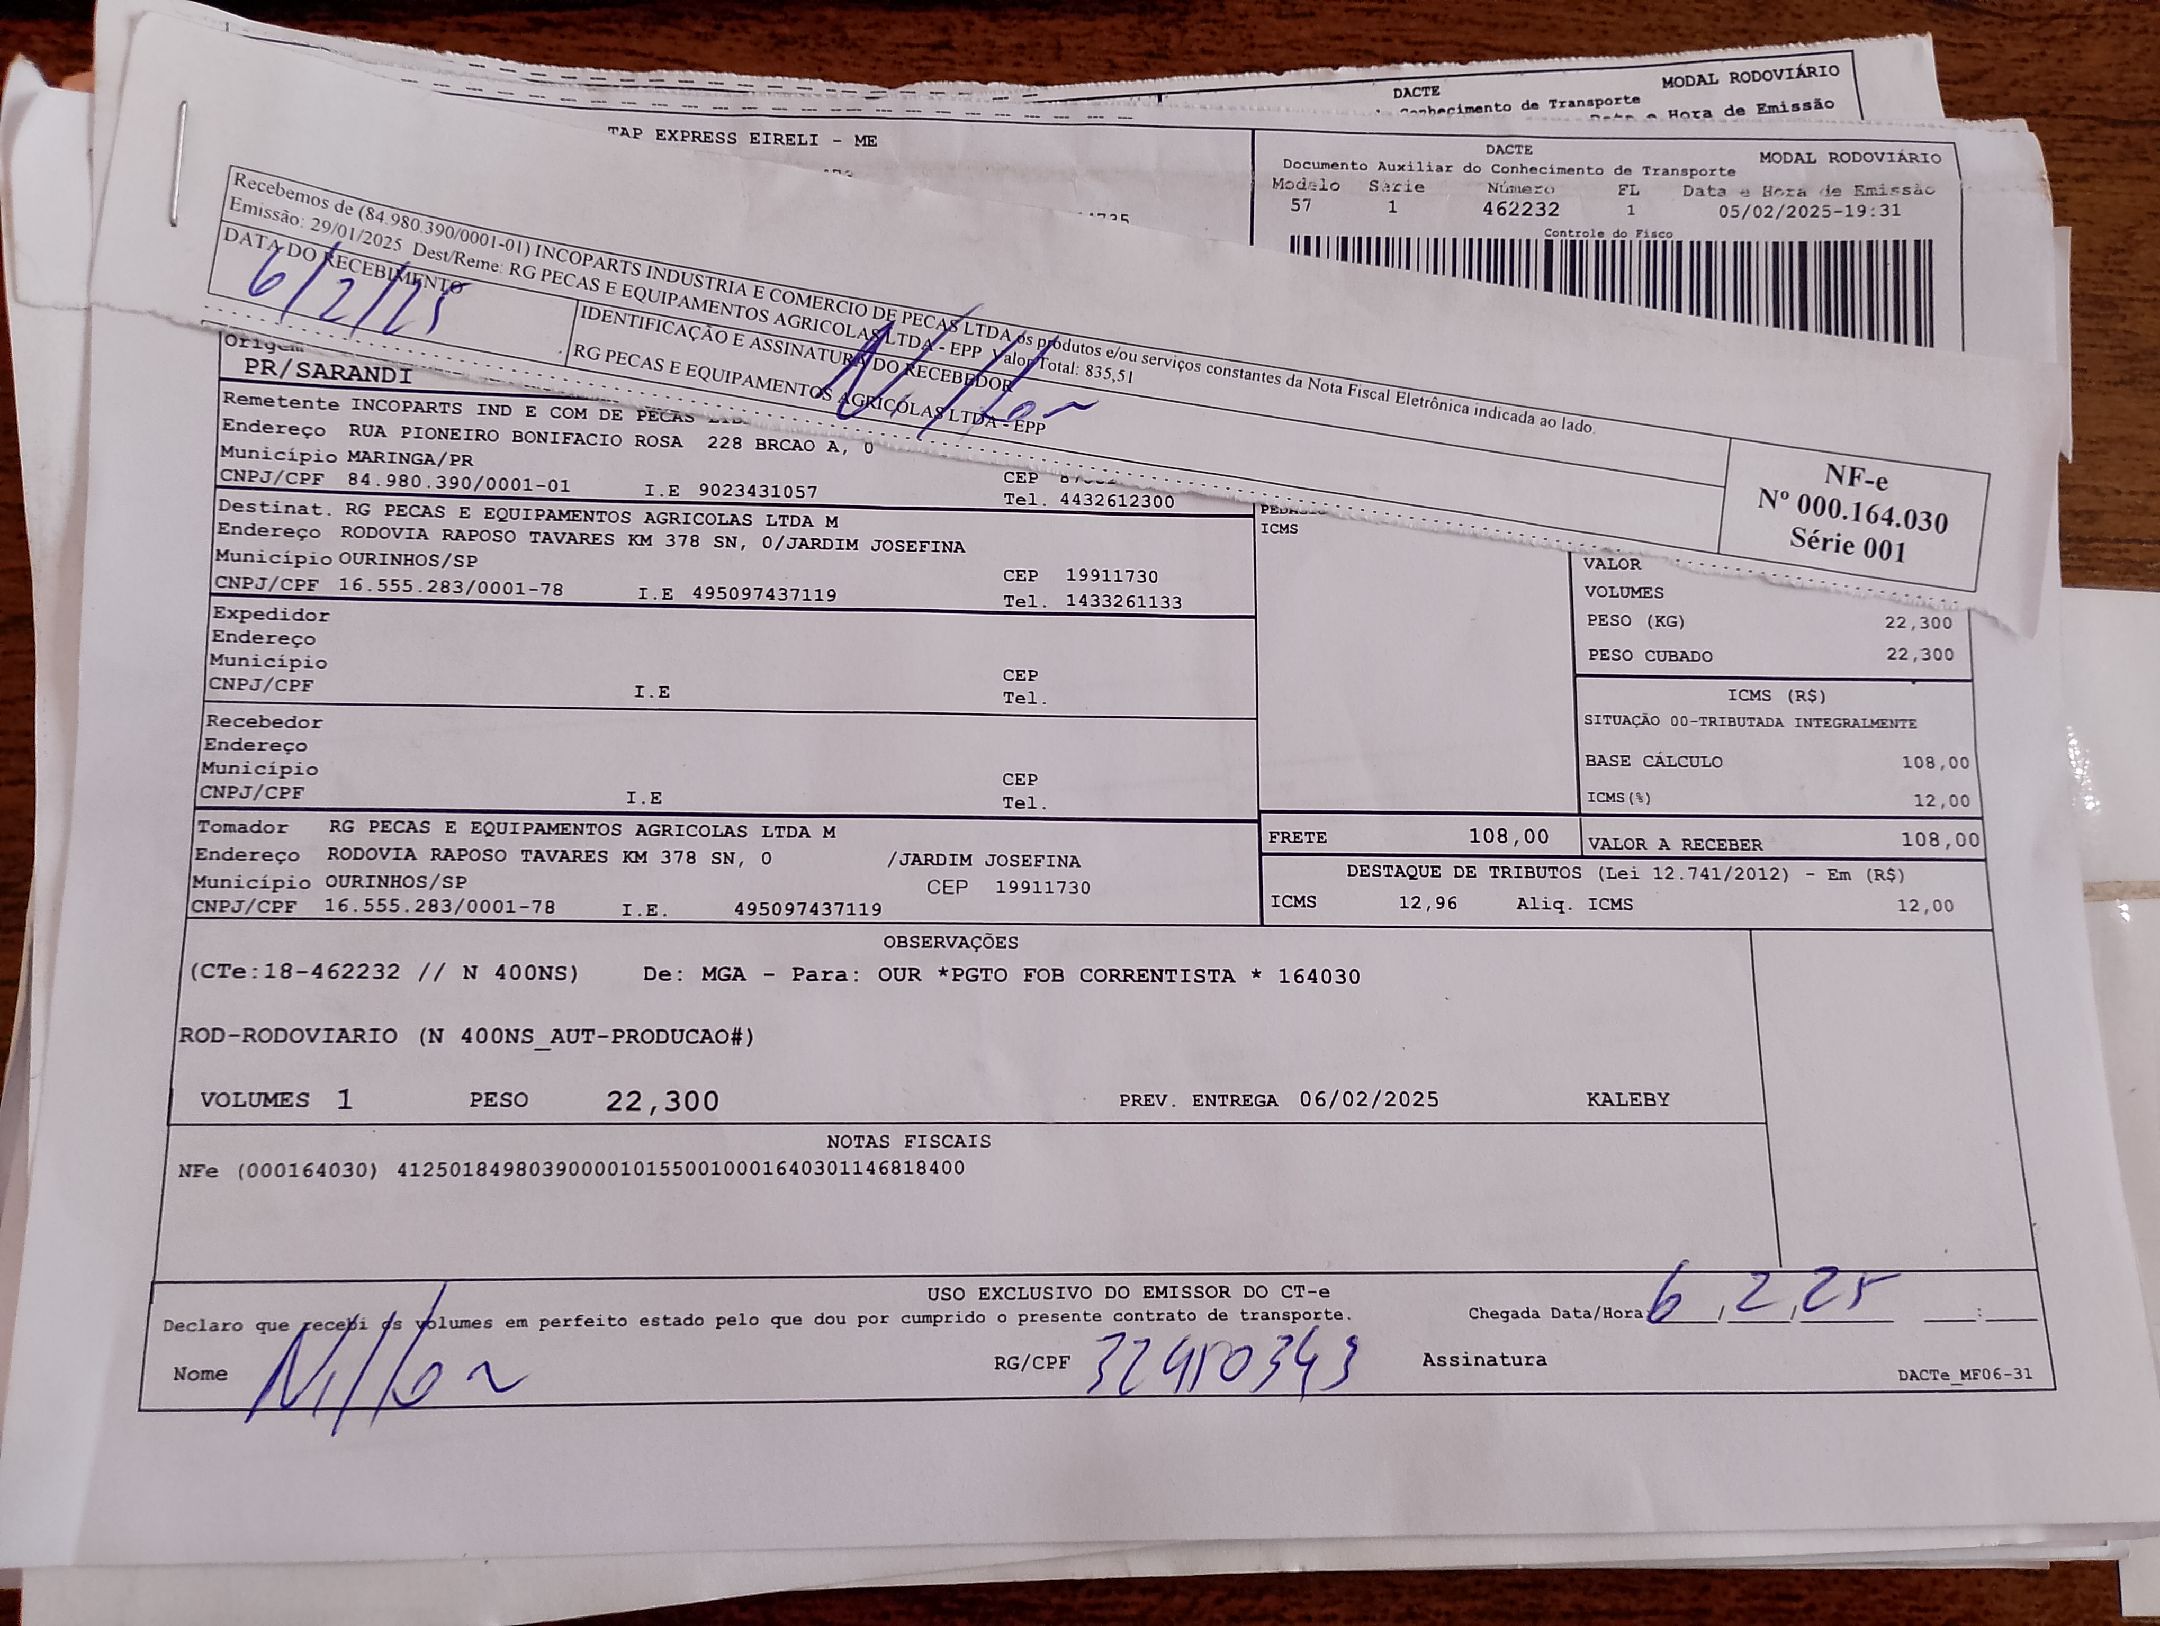 DACTE
MODAL RODOVIÁRIO
Conhecimento de Transporte
Hora de Emissão
TAP EXPRESS EIRELI - ME
DACTE
Documento Auxiliar do Conhecimento de Transporte
MODAL RODOVIÁRIO
Modelo Série Número FL Data e Hora de Emissão
57 1 462232 1 05/02/2025-19:31
Controle do Fisco
Recebemos de (84.980.390/0001-01) INCOPARTS INDUSTRIA E COMERCIO DE PECAS LTDA os produtos e/ou serviços constantes da Nota Fiscal Eletrônica indicada ao lado.
Emissão: 29/01/2025 Dest/Reme: RG PECAS E EQUIPAMENTOS AGRICOLAS LTDA - EPP Valor Total: 835,51
DATA DO RECEBIMENTO
6/2/25
IDENTIFICAÇÃO E ASSINATURA DO RECEBEDOR
Nilton
RG PECAS E EQUIPAMENTOS AGRICOLAS LTDA - EPP
NF-e
Nº 000.164.030
Série 001
Origem
PR/SARANDI
Remetente INCOPARTS IND E COM DE PECAS
Endereço RUA PIONEIRO BONIFACIO ROSA 228 BRCAO A, 0
Município MARINGA/PR
CEP
CNPJ/CPF 84.980.390/0001-01 I.E 9023431057 Tel. 4432612300
Destinat. RG PECAS E EQUIPAMENTOS AGRICOLAS LTDA M
Endereço RODOVIA RAPOSO TAVARES KM 378 SN, 0/JARDIM JOSEFINA
Município OURINHOS/SP CEP 19911730
CNPJ/CPF 16.555.283/0001-78 I.E 495097437119 Tel. 1433261133
Expedidor
Endereço
Município CEP
CNPJ/CPF I.E Tel.
Recebedor
Endereço
Município CEP
CNPJ/CPF I.E Tel.
Tomador RG PECAS E EQUIPAMENTOS AGRICOLAS LTDA M
Endereço RODOVIA RAPOSO TAVARES KM 378 SN, 0 /JARDIM JOSEFINA
Município OURINHOS/SP CEP 19911730
CNPJ/CPF 16.555.283/0001-78 I.E. 495097437119
ICMS
VALOR
VOLUMES
PESO (KG) 22,300
PESO CUBADO 22,300
ICMS (R$)
SITUAÇÃO 00-TRIBUTADA INTEGRALMENTE
BASE CÁLCULO 108,00
ICMS(%) 12,00
FRETE 108,00 VALOR A RECEBER 108,00
DESTAQUE DE TRIBUTOS (Lei 12.741/2012) - Em (R$)
ICMS 12,96 Aliq. ICMS 12,00
OBSERVAÇÕES
(CTe:18-462232 // N 400NS) De: MGA - Para: OUR *PGTO FOB CORRENTISTA * 164030
ROD-RODOVIARIO (N 400NS_AUT-PRODUCAO#)
VOLUMES 1 PESO 22,300 PREV. ENTREGA 06/02/2025 KALEBY
NOTAS FISCAIS
NFe (000164030) 41250184980390000101550010001640301146818400
USO EXCLUSIVO DO EMISSOR DO CT-e
Declaro que recebi os volumes em perfeito estado pelo que dou por cumprido o presente contrato de transporte. Chegada Data/Hora 6, 2, 25 :
Nome Nilton RG/CPF 32450343 Assinatura
DACTe_MF06-31